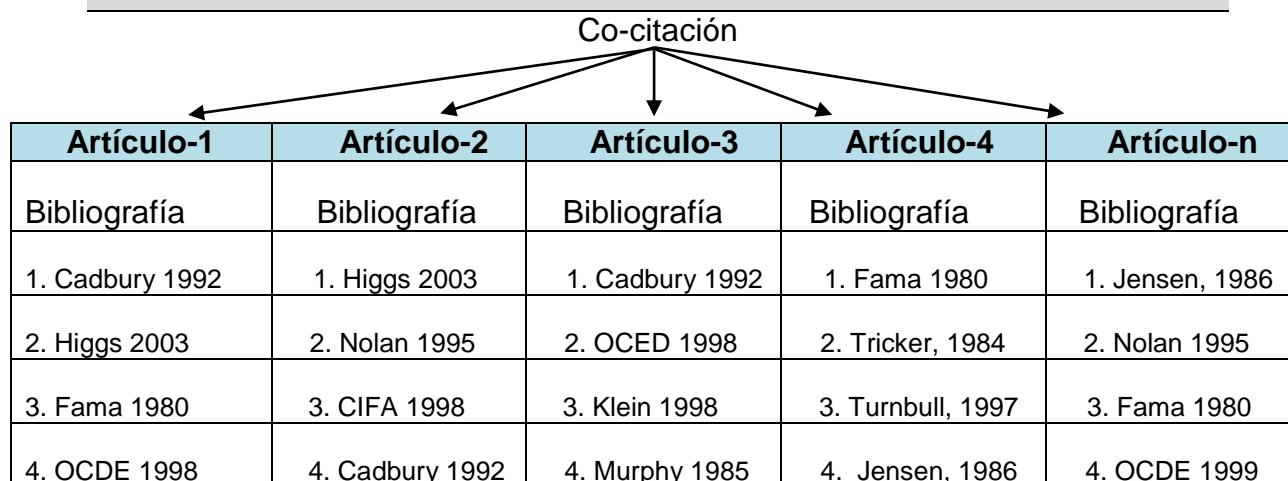 Co-citación
Artículo-1 Artículo-2 Artículo-3 Artículo-4 Artículo-n
Bibliografía Bibliografía Bibliografía Bibliografía Bibliografía
1. Cadbury 1992 1. Higgs 2003 1. Cadbury 1992 1. Fama 1980 1. Jensen, 1986
2. Higgs 2003 2. Nolan 1995 2. OCED 1998 2. Tricker, 1984 2. Nolan 1995
3. Fama 1980 3. CIFA 1998 3. Klein 1998 3. Turnbull, 1997 3. Fama 1980
4. OCDE 1998 4. Cadbury 1992 4. Murphy 1985 4. Jensen, 1986 4. OCDE 1999